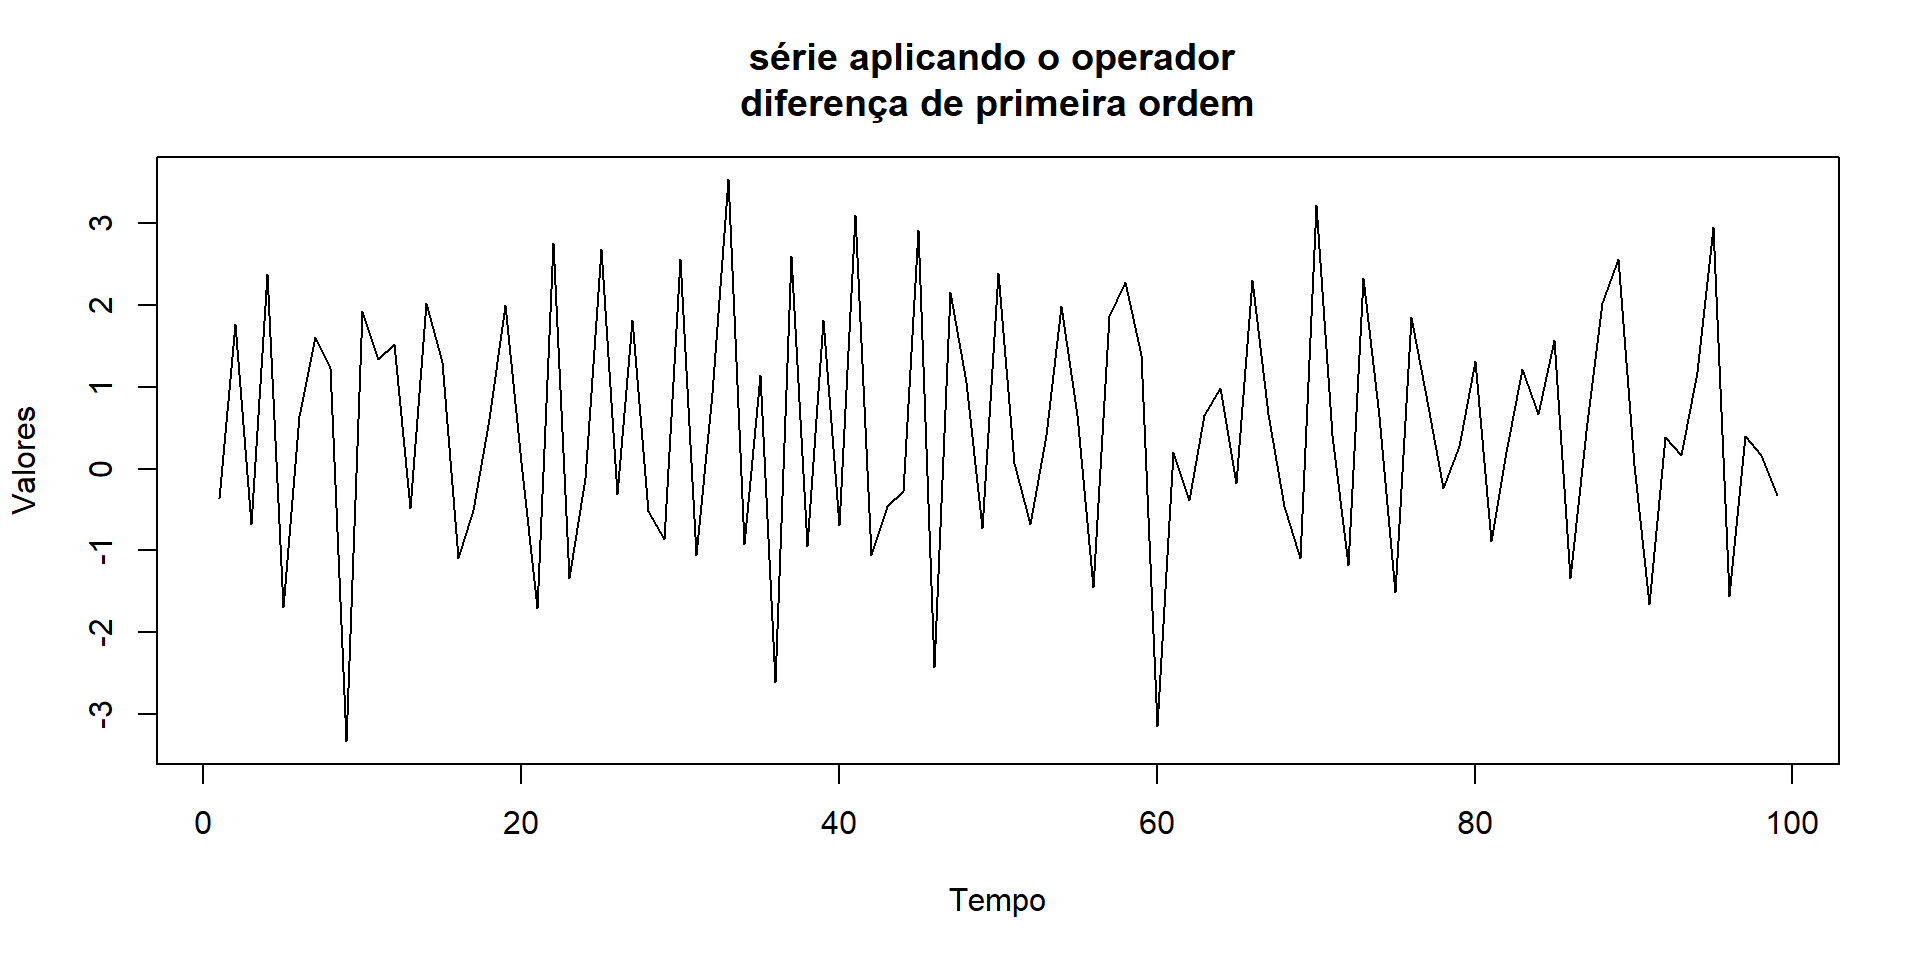 série aplicando o operador
diferença de primeira ordem
Valores
3
2
1
0
-1
-2
-3
0 20 40 60 80 100
Tempo